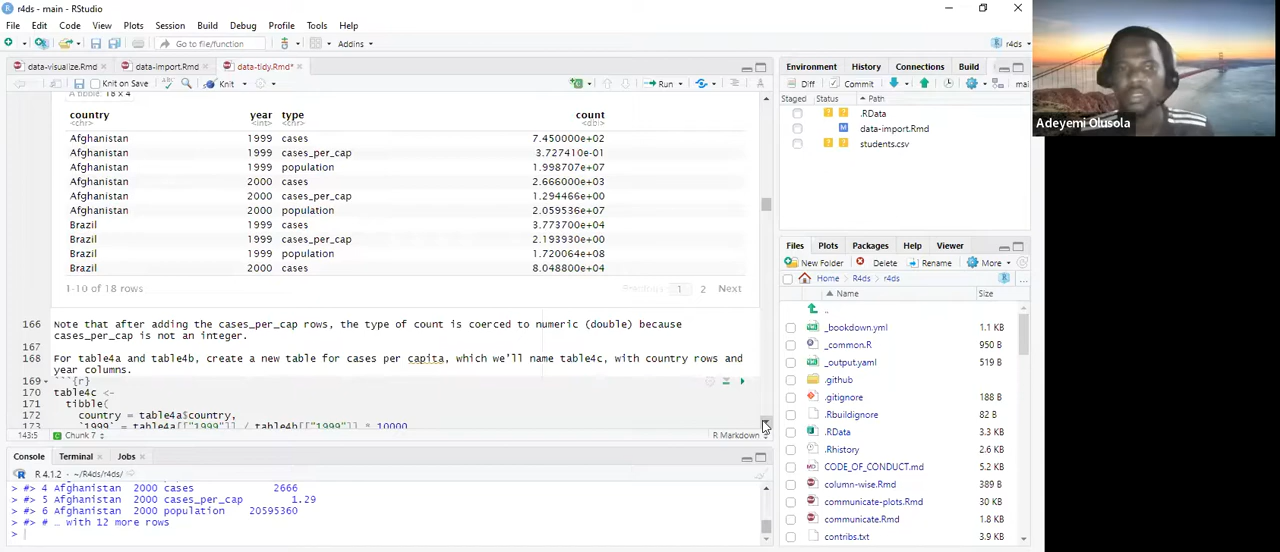 r4ds - main - RStudio
File Edit Code View Plots Session Build Debug Profile Tools Help
Go to file/function Addins r4ds
data-visualize.Rmd data-import.Rmd data-tidy.Rmd*
Knit on Save Knit Run
A tibble: 18 x 4
country year type count
<chr> <int> <chr> <dbl>
Afghanistan 1999 cases 7.450000e+02
Afghanistan 1999 cases_per_cap 3.727410e-01
Afghanistan 1999 population 1.998707e+07
Afghanistan 2000 cases 2.666000e+03
Afghanistan 2000 cases_per_cap 1.294466e+00
Afghanistan 2000 population 2.059536e+07
Brazil 1999 cases 3.773700e+04
Brazil 1999 cases_per_cap 2.193930e+00
Brazil 1999 population 1.720064e+08
Brazil 2000 cases 8.048800e+04
1-10 of 18 rows Previous 1 2 Next
166 Note that after adding the cases_per_cap rows, the type of count is coerced to numeric (double) because
cases_per_cap is not an integer.
167
168 For table4a and table4b, create a new table for cases per capita, which we'll name table4c, with country rows and
year columns.
169 ```{r}
170 table4c <-
171 tibble(
172 country = table4a$country,
173 `1999` = table4a[["1999"]] / table4b[["1999"]] * 10000
143:5 Chunk 7 R Markdown
Console Terminal Jobs
R 4.1.2 · ~/R4ds/r4ds/
> #> 4 Afghanistan 2000 cases 2666
> #> 5 Afghanistan 2000 cases_per_cap 1.29
> #> 6 Afghanistan 2000 population 20595360
> #> # … with 12 more rows
>
Environment History Connections Build
Diff Commit mai
Staged Status Path
? ? .RData
M data-import.Rmd
? ? students.csv
Files Plots Packages Help Viewer
New Folder Delete Rename More
Home R4ds r4ds ...
Name Size
..
_bookdown.yml 1.1 KB
_common.R 950 B
_output.yaml 519 B
.github
.gitignore 188 B
.Rbuildignore 82 B
.RData 3.3 KB
.Rhistory 2.6 KB
CODE_OF_CONDUCT.md 5.2 KB
column-wise.Rmd 389 B
communicate-plots.Rmd 30 KB
communicate.Rmd 1.8 KB
contribs.txt 3.9 KB
Adeyemi Olusola